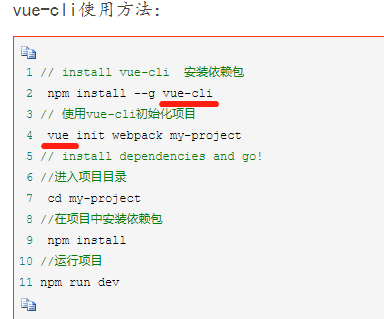 vue-cli使用方法：
1 // install vue-cli 安装依赖包
2 npm install --g vue-cli
3 // 使用vue-cli初始化项目
4 vue init webpack my-project
5 // install dependencies and go!
6 //进入项目目录
7 cd my-project
8 //在项目中安装依赖包
9 npm install
10 //运行项目
11 npm run dev